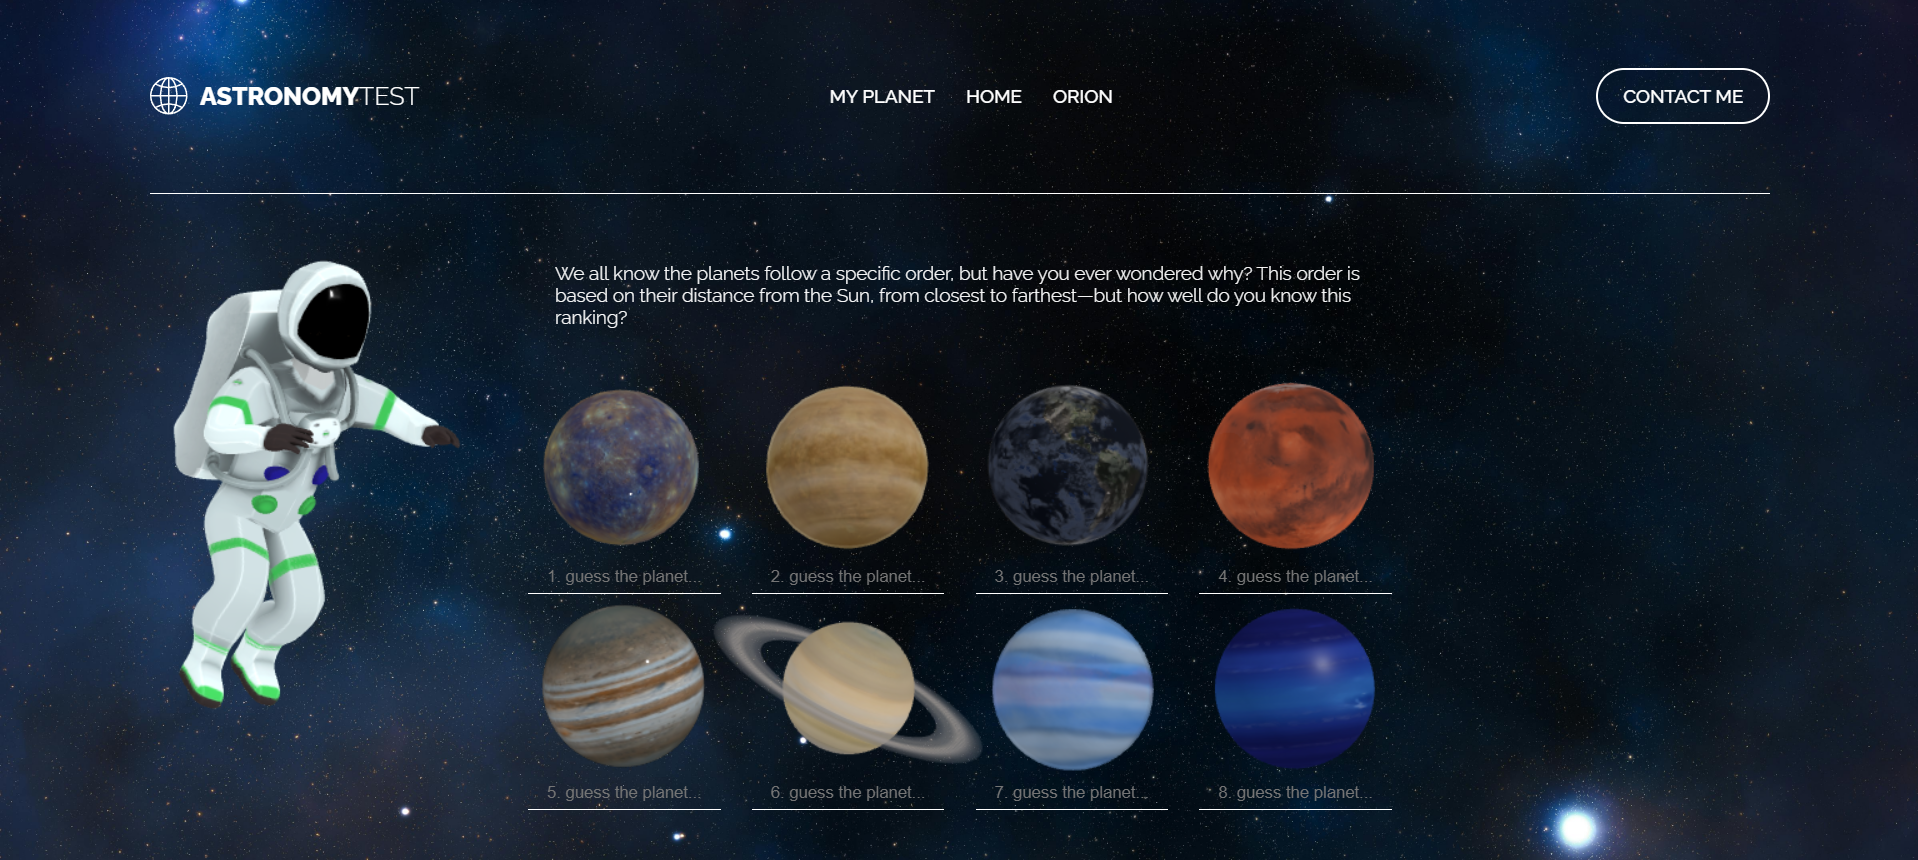 ASTRONOMYTEST
MY PLANET HOME ORION
CONTACT ME
We all know the planets follow a specific order, but have you ever wondered why? This order is
based on their distance from the Sun, from closest to farthest—but how well do you know this
ranking?
1. guess the planet...
2. guess the planet...
3. guess the planet...
4. guess the planet...
5. guess the planet...
6. guess the planet...
7. guess the planet...
8. guess the planet...